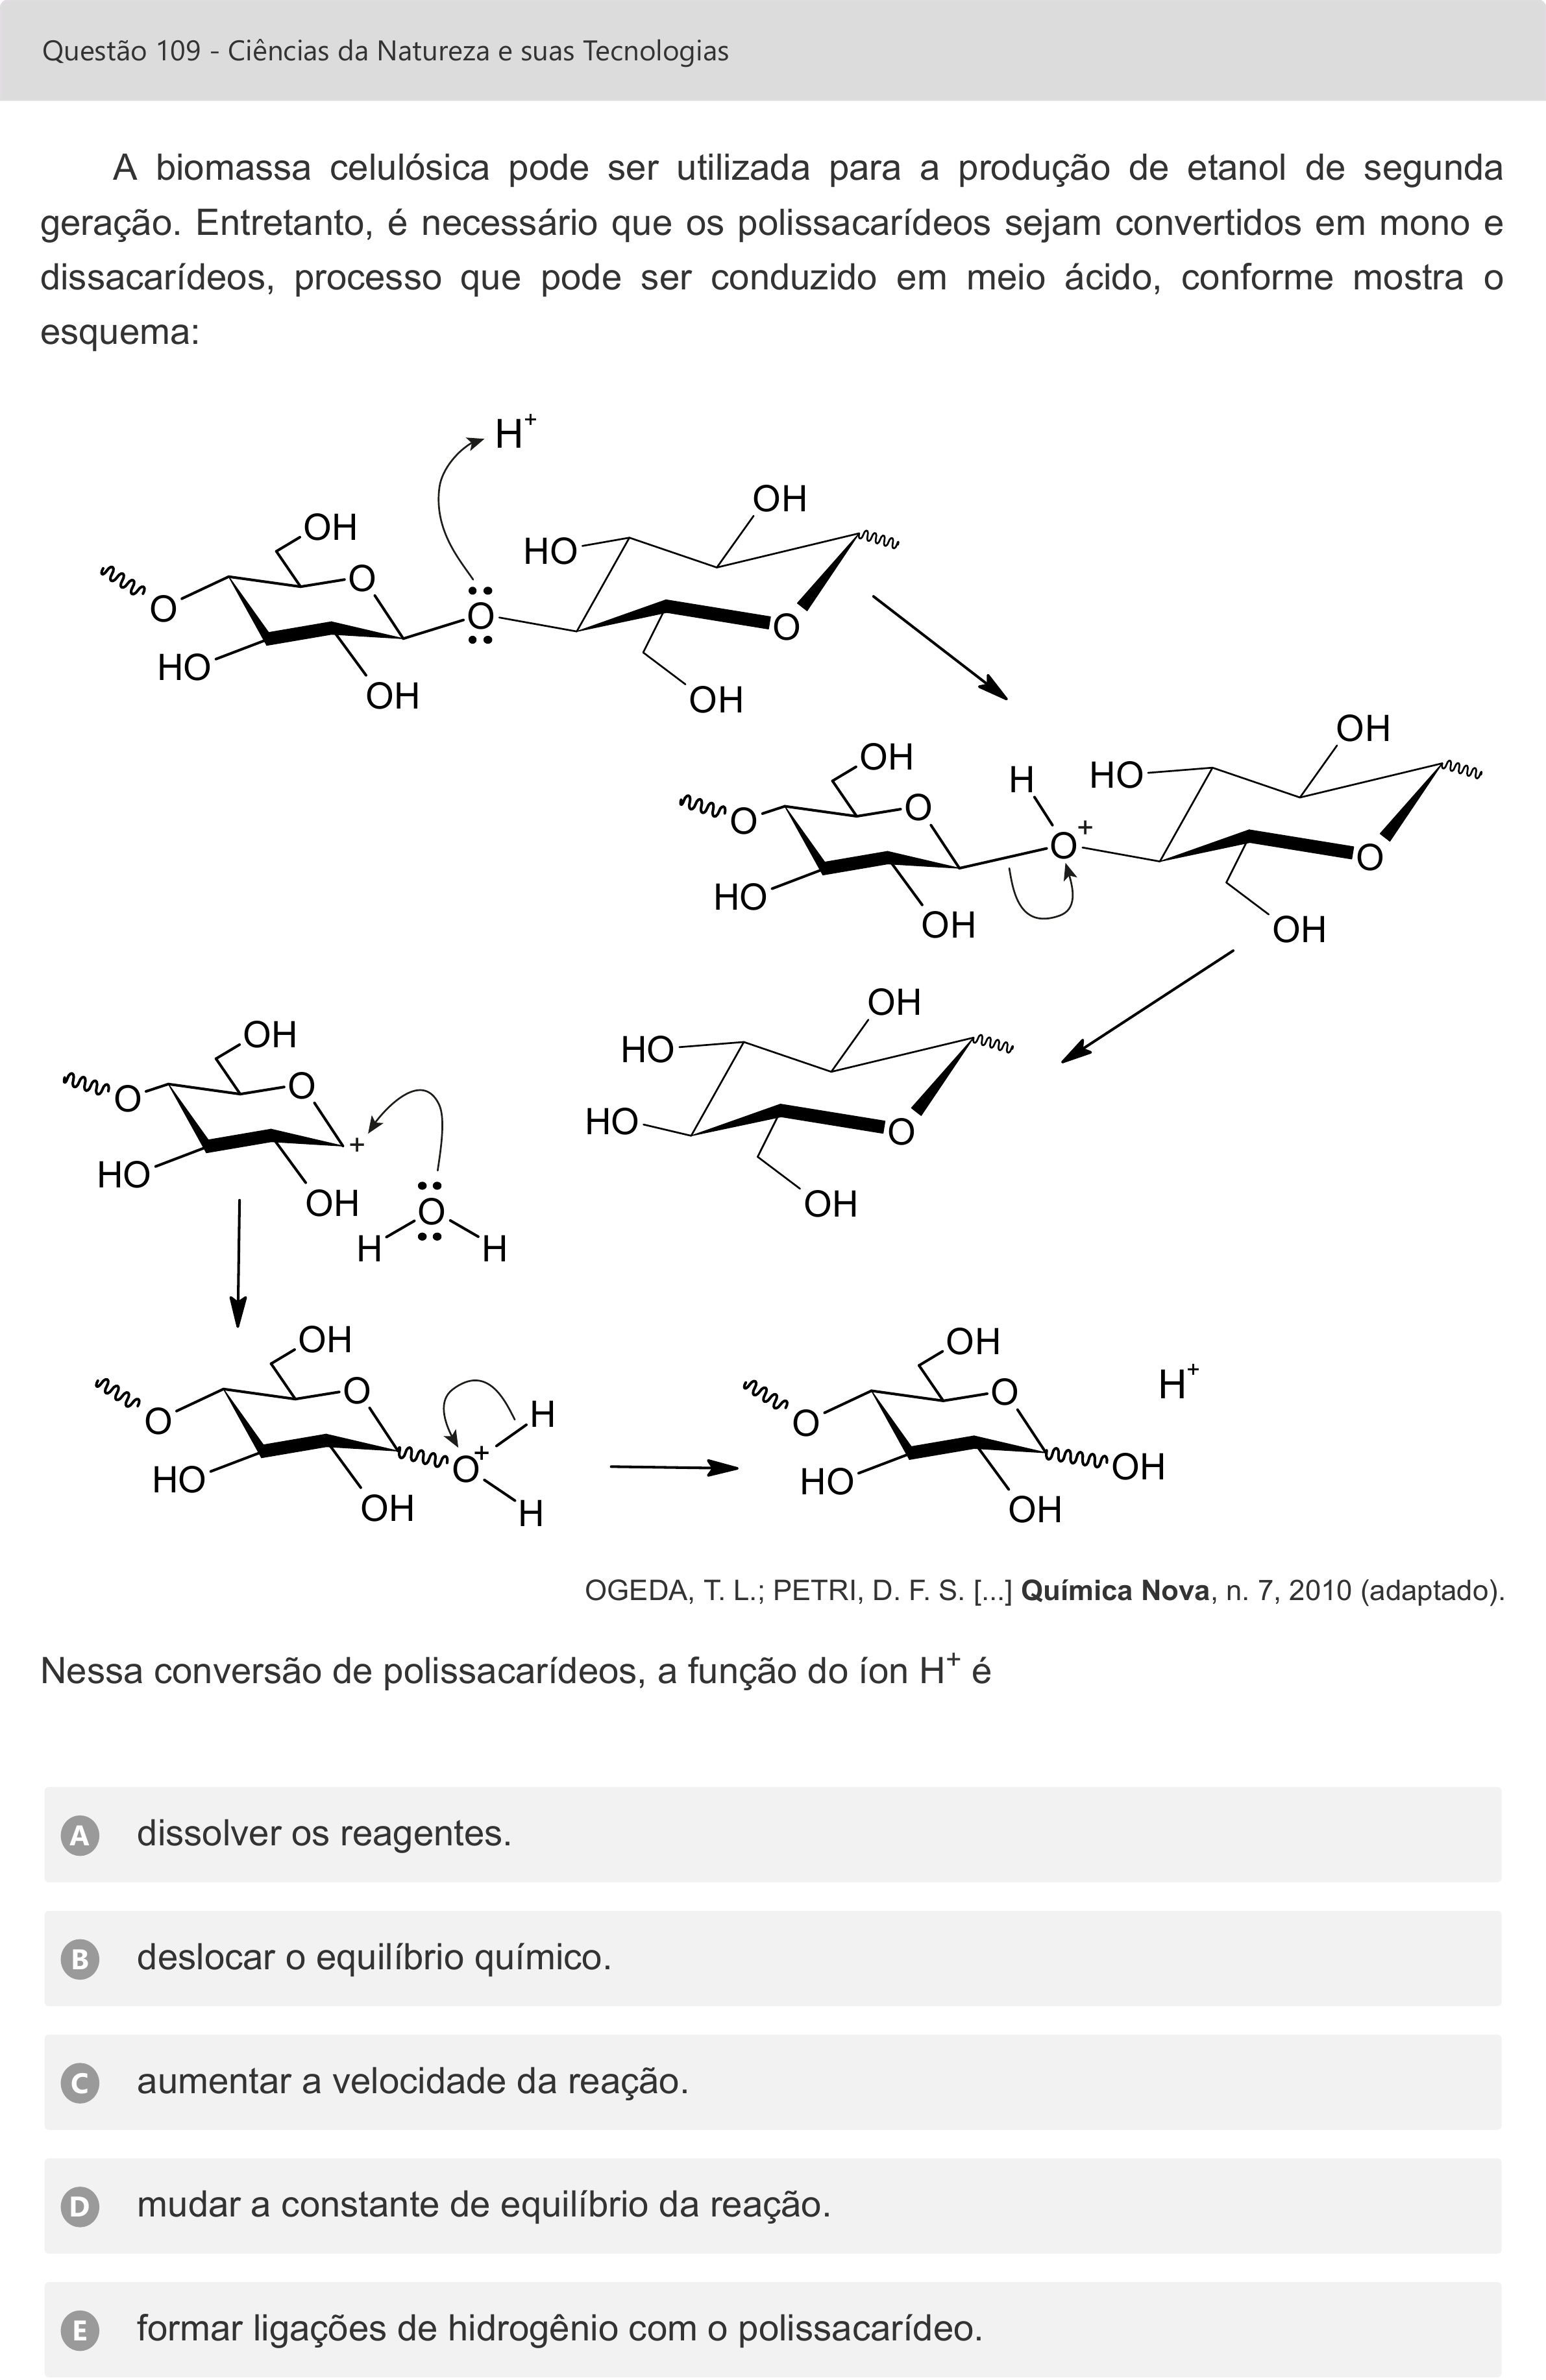 Questão 109 - Ciências da Natureza e suas Tecnologias
A biomassa celulósica pode ser utilizada para a produção de etanol de segunda
geração. Entretanto, é necessário que os polissacarídeos sejam convertidos em mono e
dissacarídeos, processo que pode ser conduzido em meio ácido, conforme mostra o
esquema:
H+
OH
OH
HO
O
O
O
HO
O
OH
OH
OH
OH
H
HO
O
O
O+
O
HO
OH
OH
OH
OH
HO
O
O
HO
O
+
HO
OH
OH
O
H
H
OH
OH
H+
O
O
H
O
O
O+
OH
HO
HO
OH
OH
H
OGEDA, T. L.; PETRI, D. F. S. [...] Química Nova, n. 7, 2010 (adaptado).
Nessa conversão de polissacarídeos, a função do íon H+ é
A dissolver os reagentes.
B deslocar o equilíbrio químico.
C aumentar a velocidade da reação.
D mudar a constante de equilíbrio da reação.
E formar ligações de hidrogênio com o polissacarídeo.